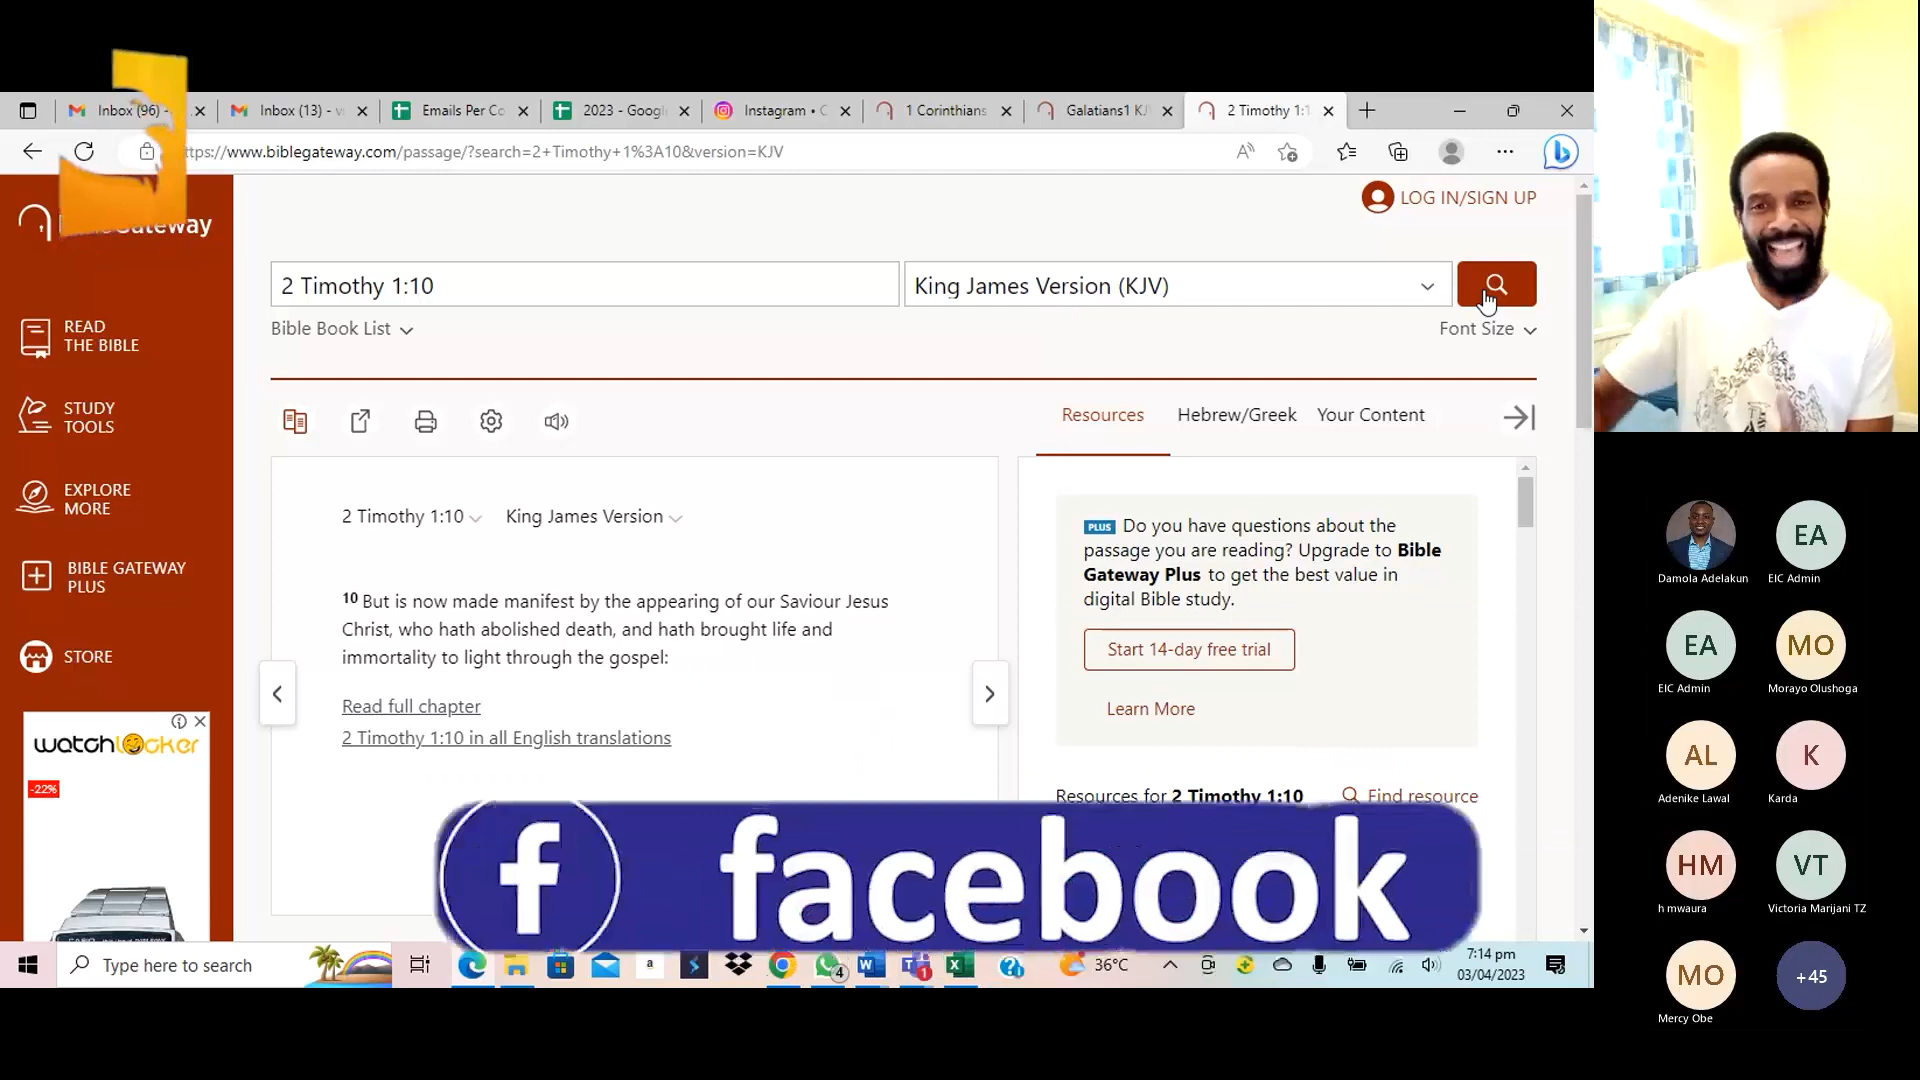 Inbox (96) -
Inbox (13) - v
Emails Per Co
2023 - Googl
Instagram • C
1 Corinthians
Galatians1 KJ
2 Timothy 1:1
ttps://www.biblegateway.com/passage/?search=2+Timothy+1%3A10&version=KJV
LOG IN/SIGN UP
2 Timothy 1:10
King James Version (KJV)
Bible Book List
Font Size
READ
THE BIBLE
STUDY
TOOLS
EXPLORE
MORE
BIBLE GATEWAY
PLUS
STORE
watchlocker
-22%
Resources
Hebrew/Greek
Your Content
2 Timothy 1:10
King James Version
10 But is now made manifest by the appearing of our Saviour Jesus
Christ, who hath abolished death, and hath brought life and
immortality to light through the gospel:
Read full chapter
2 Timothy 1:10 in all English translations
PLUS Do you have questions about the
passage you are reading? Upgrade to Bible
Gateway Plus to get the best value in
digital Bible study.
Start 14-day free trial
Learn More
Resources for 2 Timothy 1:10
Find resource
f facebook
Type here to search
36°C
7:14 pm
03/04/2023
Damola Adelakun
EA
EIC Admin
EA
EIC Admin
MO
Morayo Olushoga
AL
Adenike Lawal
K
Karda
HM
h mwaura
VT
Victoria Marijani TZ
MO
Mercy Obe
+45